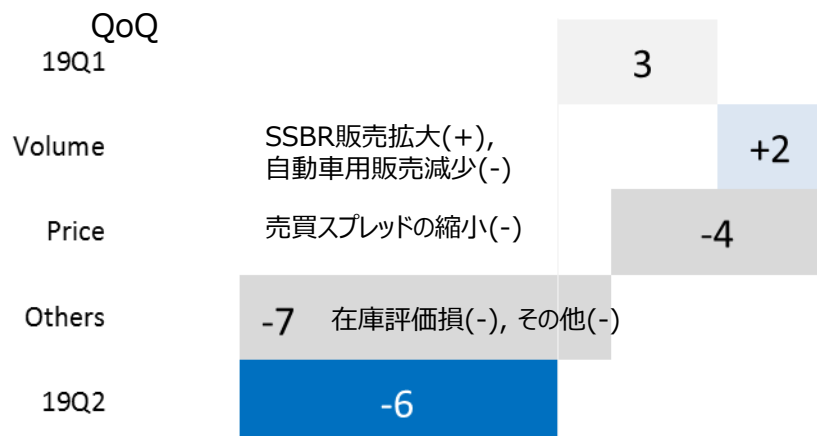 QoQ
19Q1
3
Volume
SSBR販売拡大(+),
自動車用販売減少(-)
+2
Price
売買スプレッドの縮小(-)
-4
Others
-7
在庫評価損(-), その他(-)
19Q2
-6